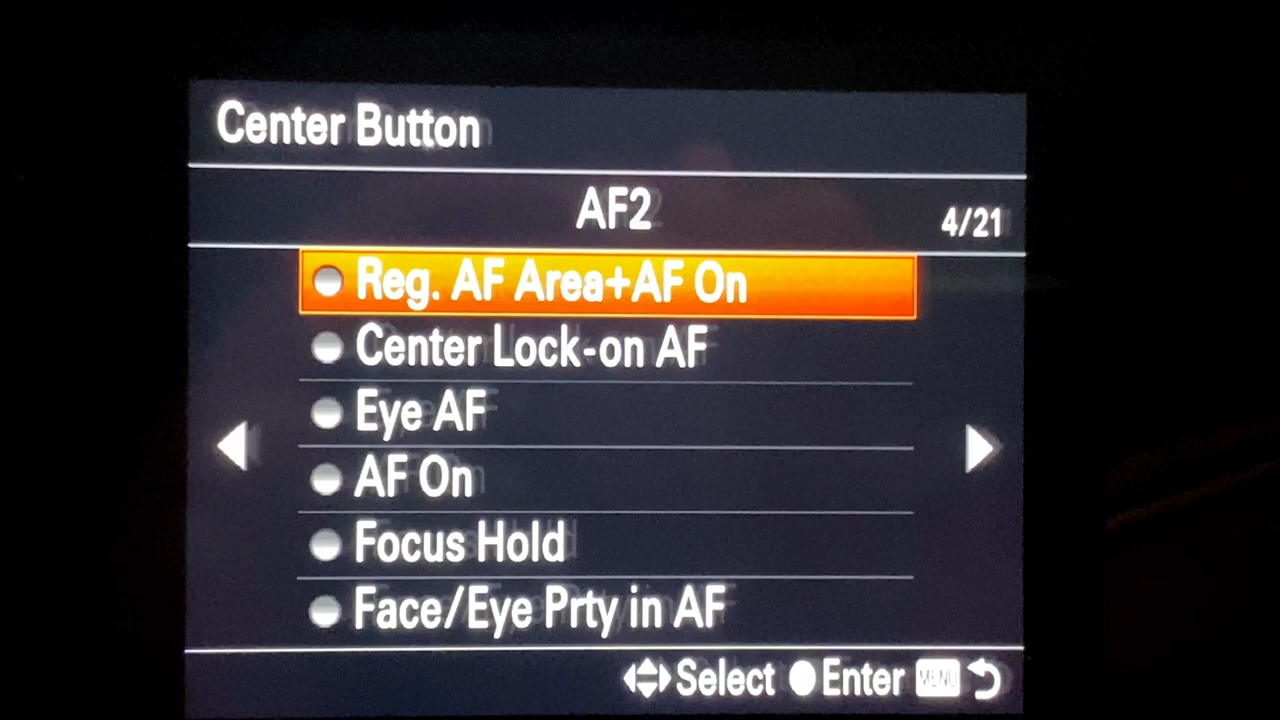 Center Button
AF2
4/21
Reg. AF Area+AF On
Center Lock-on AF
Eye AF
AF On
Focus Hold
Face/Eye Prty in AF
Select Enter MENU